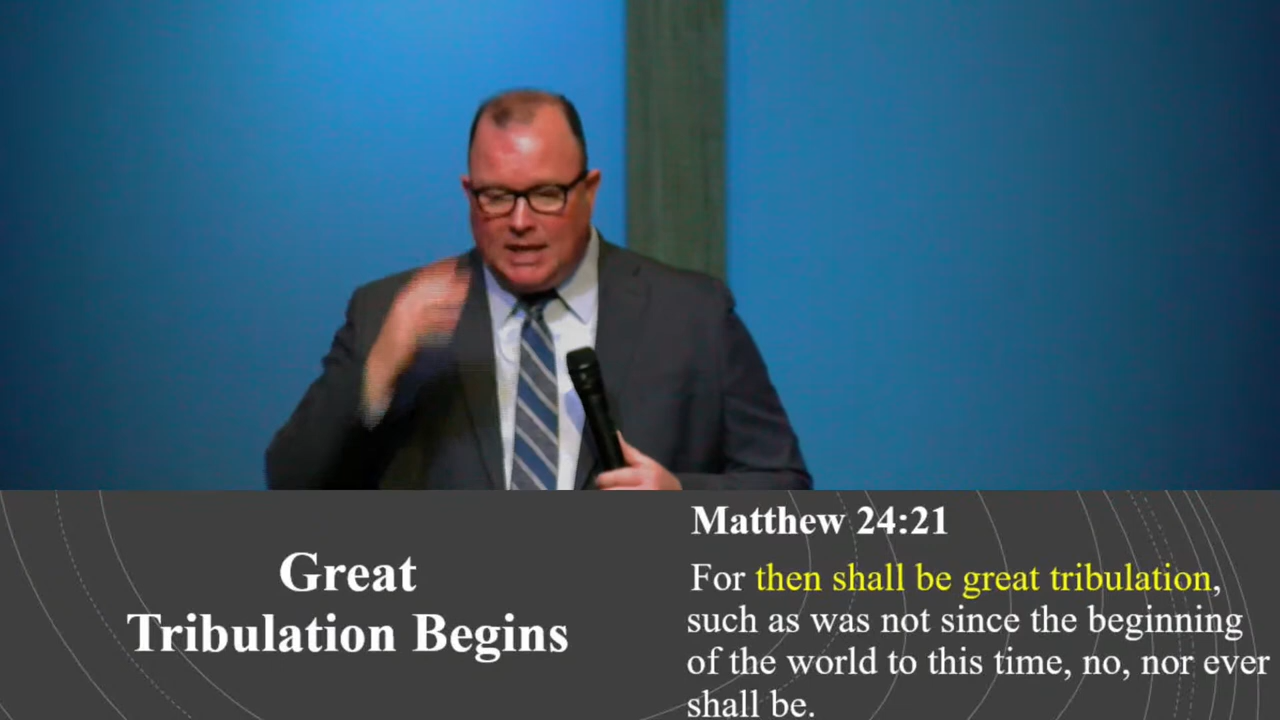 Great
Tribulation Begins
Matthew 24:21
For then shall be great tribulation,
such as was not since the beginning
of the world to this time, no, nor ever
shall be.